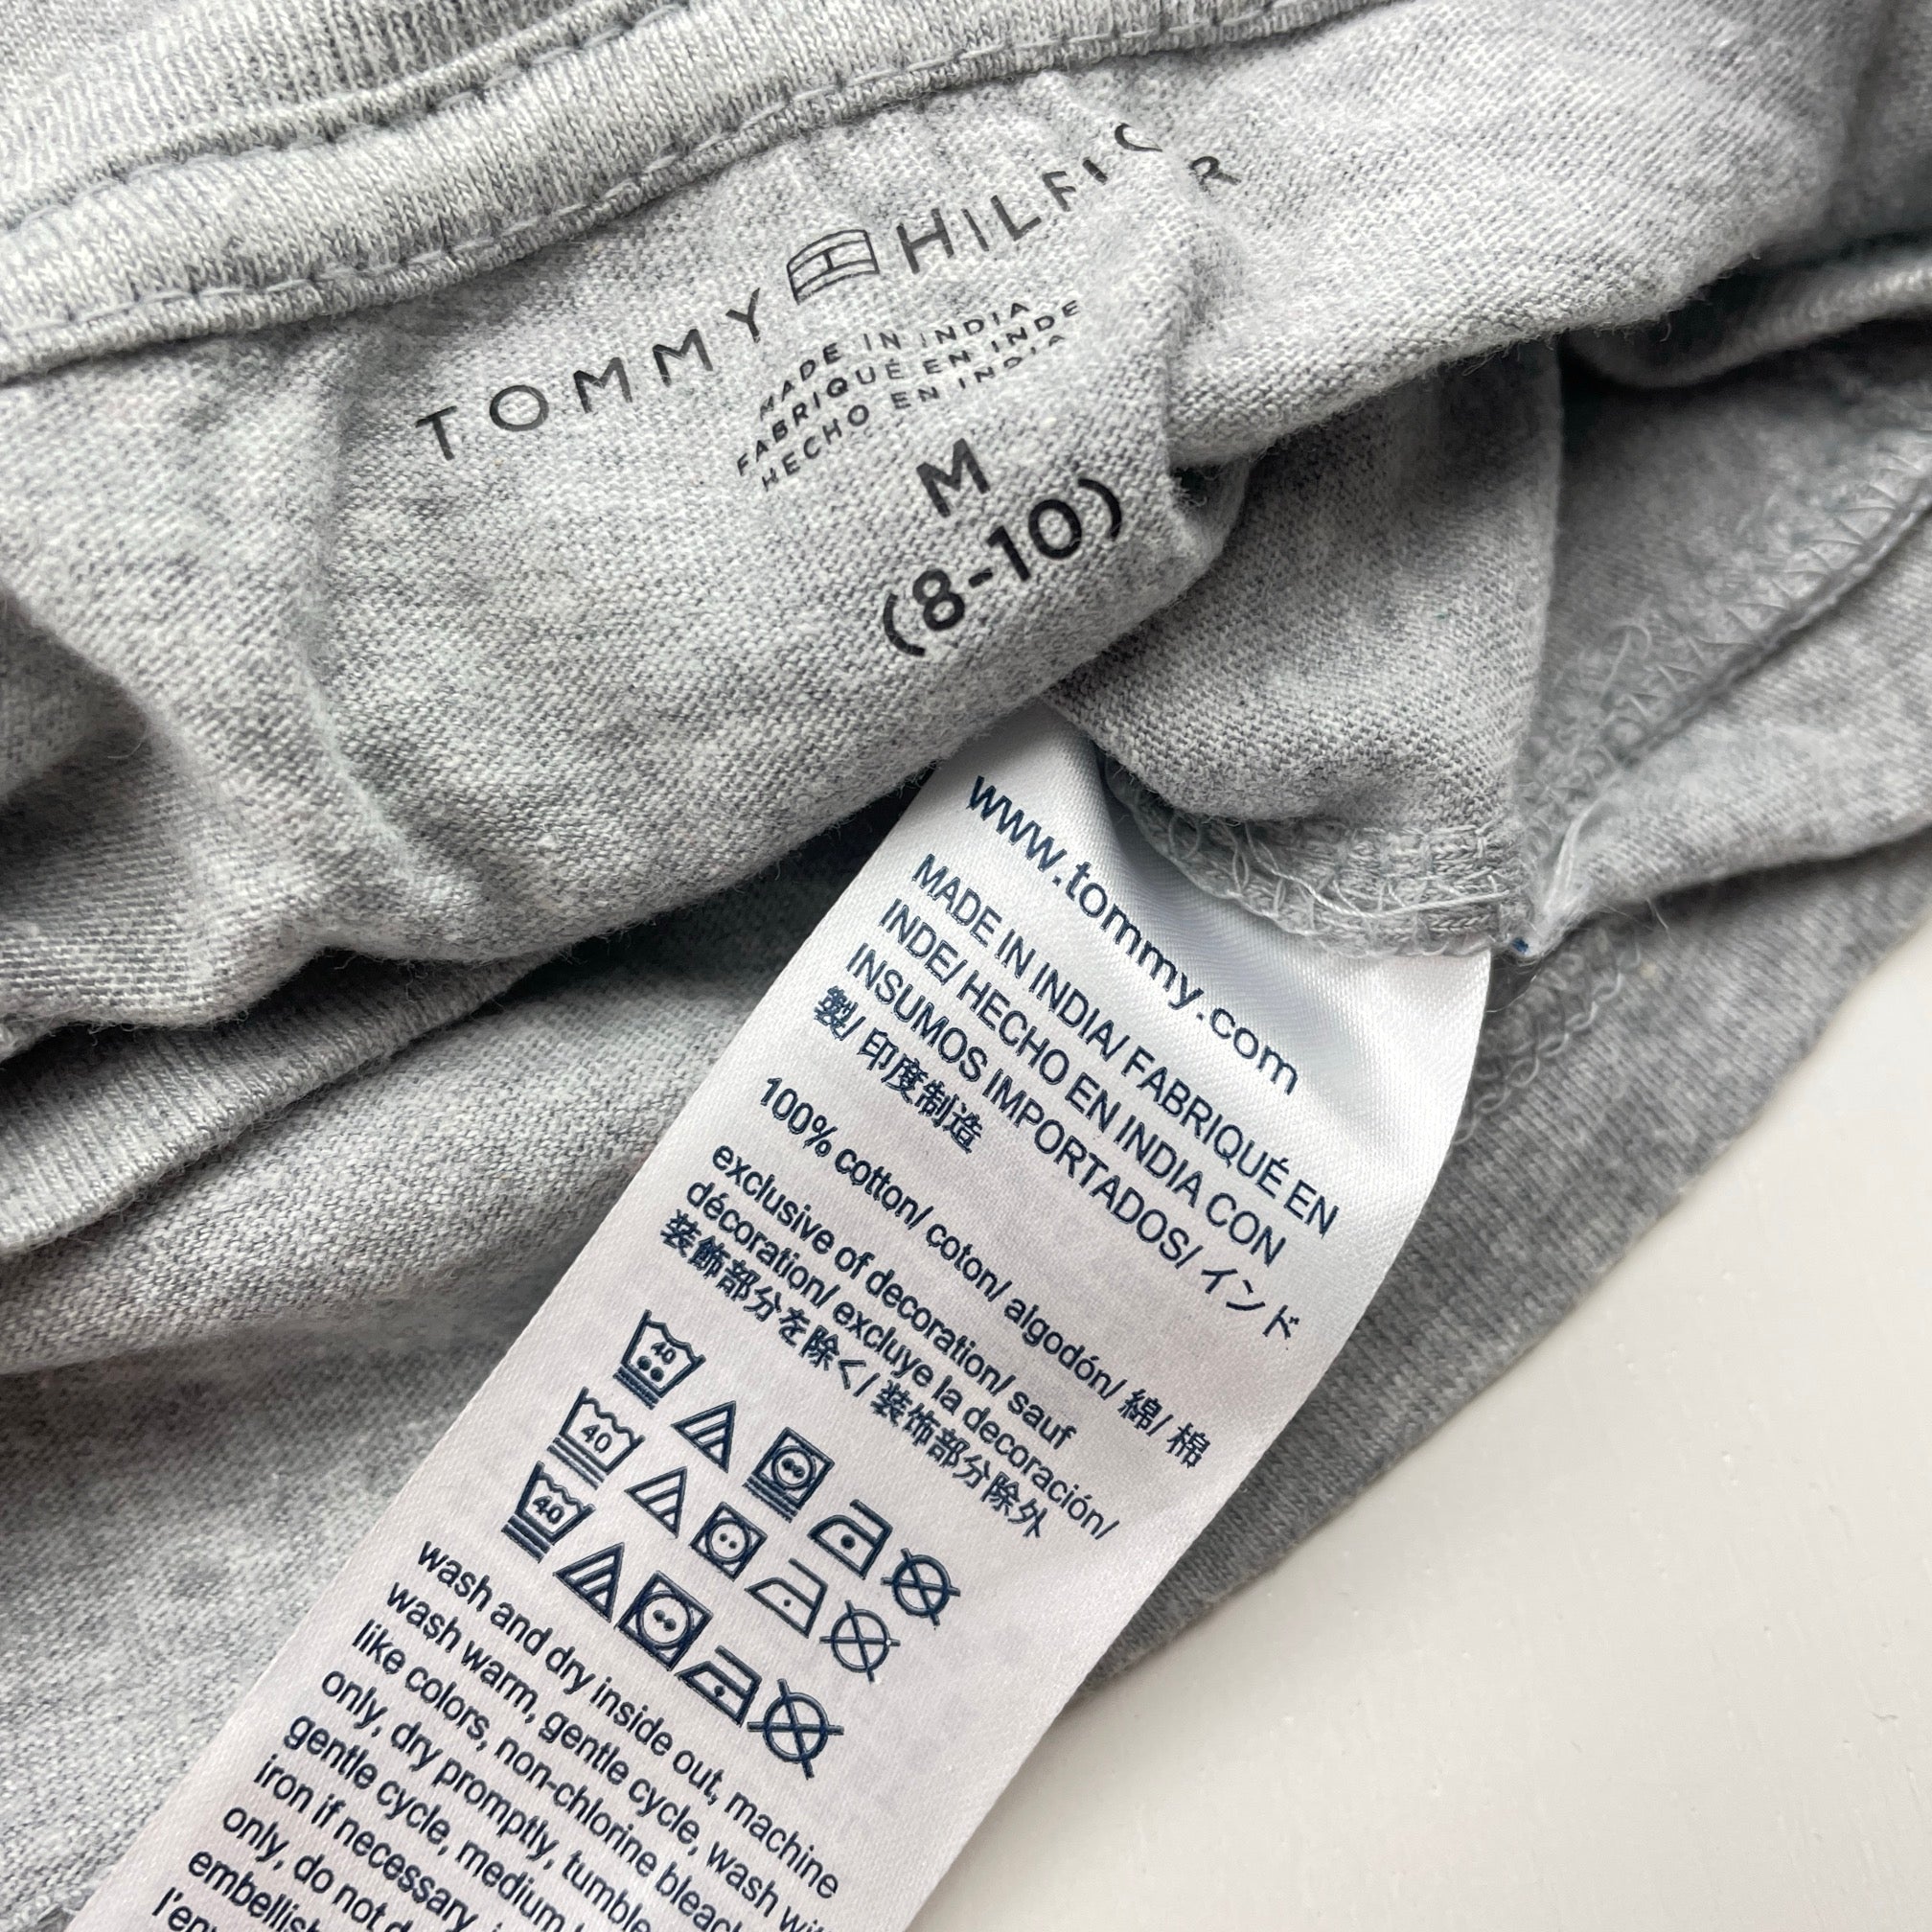 TOMMY HILFIG R
MADE IN INDIA
FABRIQUÉ EN INDE
HECHO EN INDIA
M
(8-10)
www.tommy.com
MADE IN INDIA/ FABRIQUÉ EN
INDE/ HECHO EN INDIA CON
INSUMOS IMPORTADOS/ インド
製/ 印度制造
100% cotton/ coton/ algodón/ 綿/ 棉
exclusive of decoration/ sauf
décoration/ excluye la decoración/
装飾部分を除く/ 装饰部分除外
40
40
40
wash and dry inside out, machine
wash warm, gentle cycle, wash with
like colors, non-chlorine bleach
only, dry promptly, tumble
gentle cycle, medium
iron if necessary,
only, do not